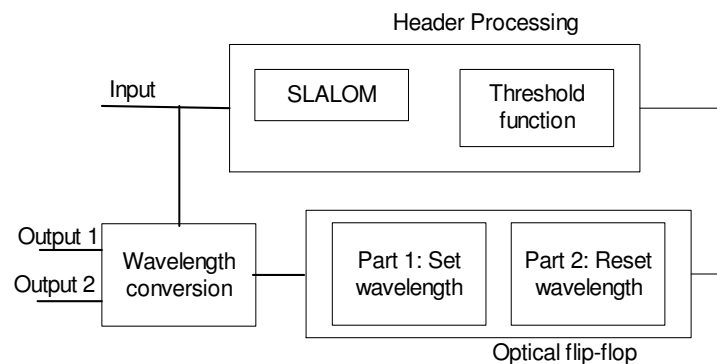 Header Processing
Input
SLALOM
Threshold
function
Output 1
Output 2
Wavelength
conversion
Part 1: Set
wavelength
Part 2: Reset
wavelength
Optical flip-flop